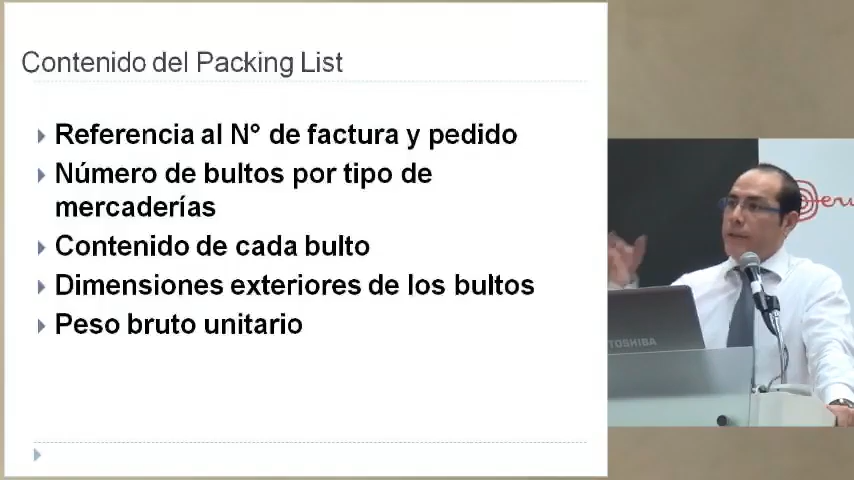 Contenido del Packing List
Referencia al N° de factura y pedido
Número de bultos por tipo de
mercaderías
Contenido de cada bulto
Dimensiones exteriores de los bultos
Peso bruto unitario
TOSHIBA